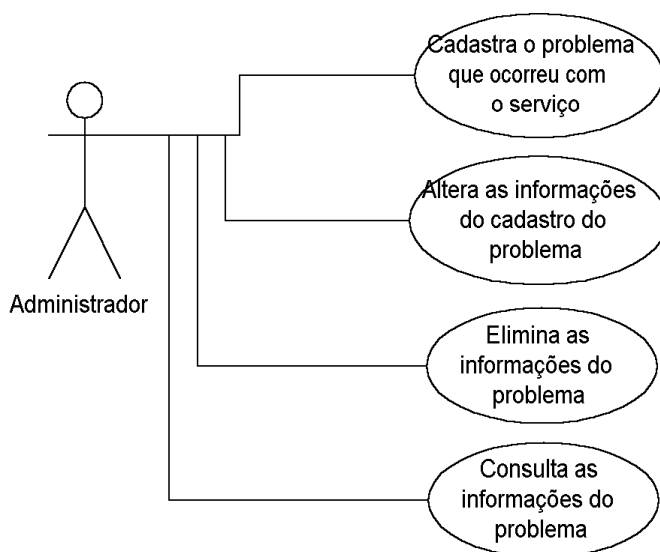 Cadastra o problema
que ocorreu com
o serviço
Altera as informações
do cadastro do
problema
Administrador
Elimina as
informações do
problema
Consulta as
informações do
problema